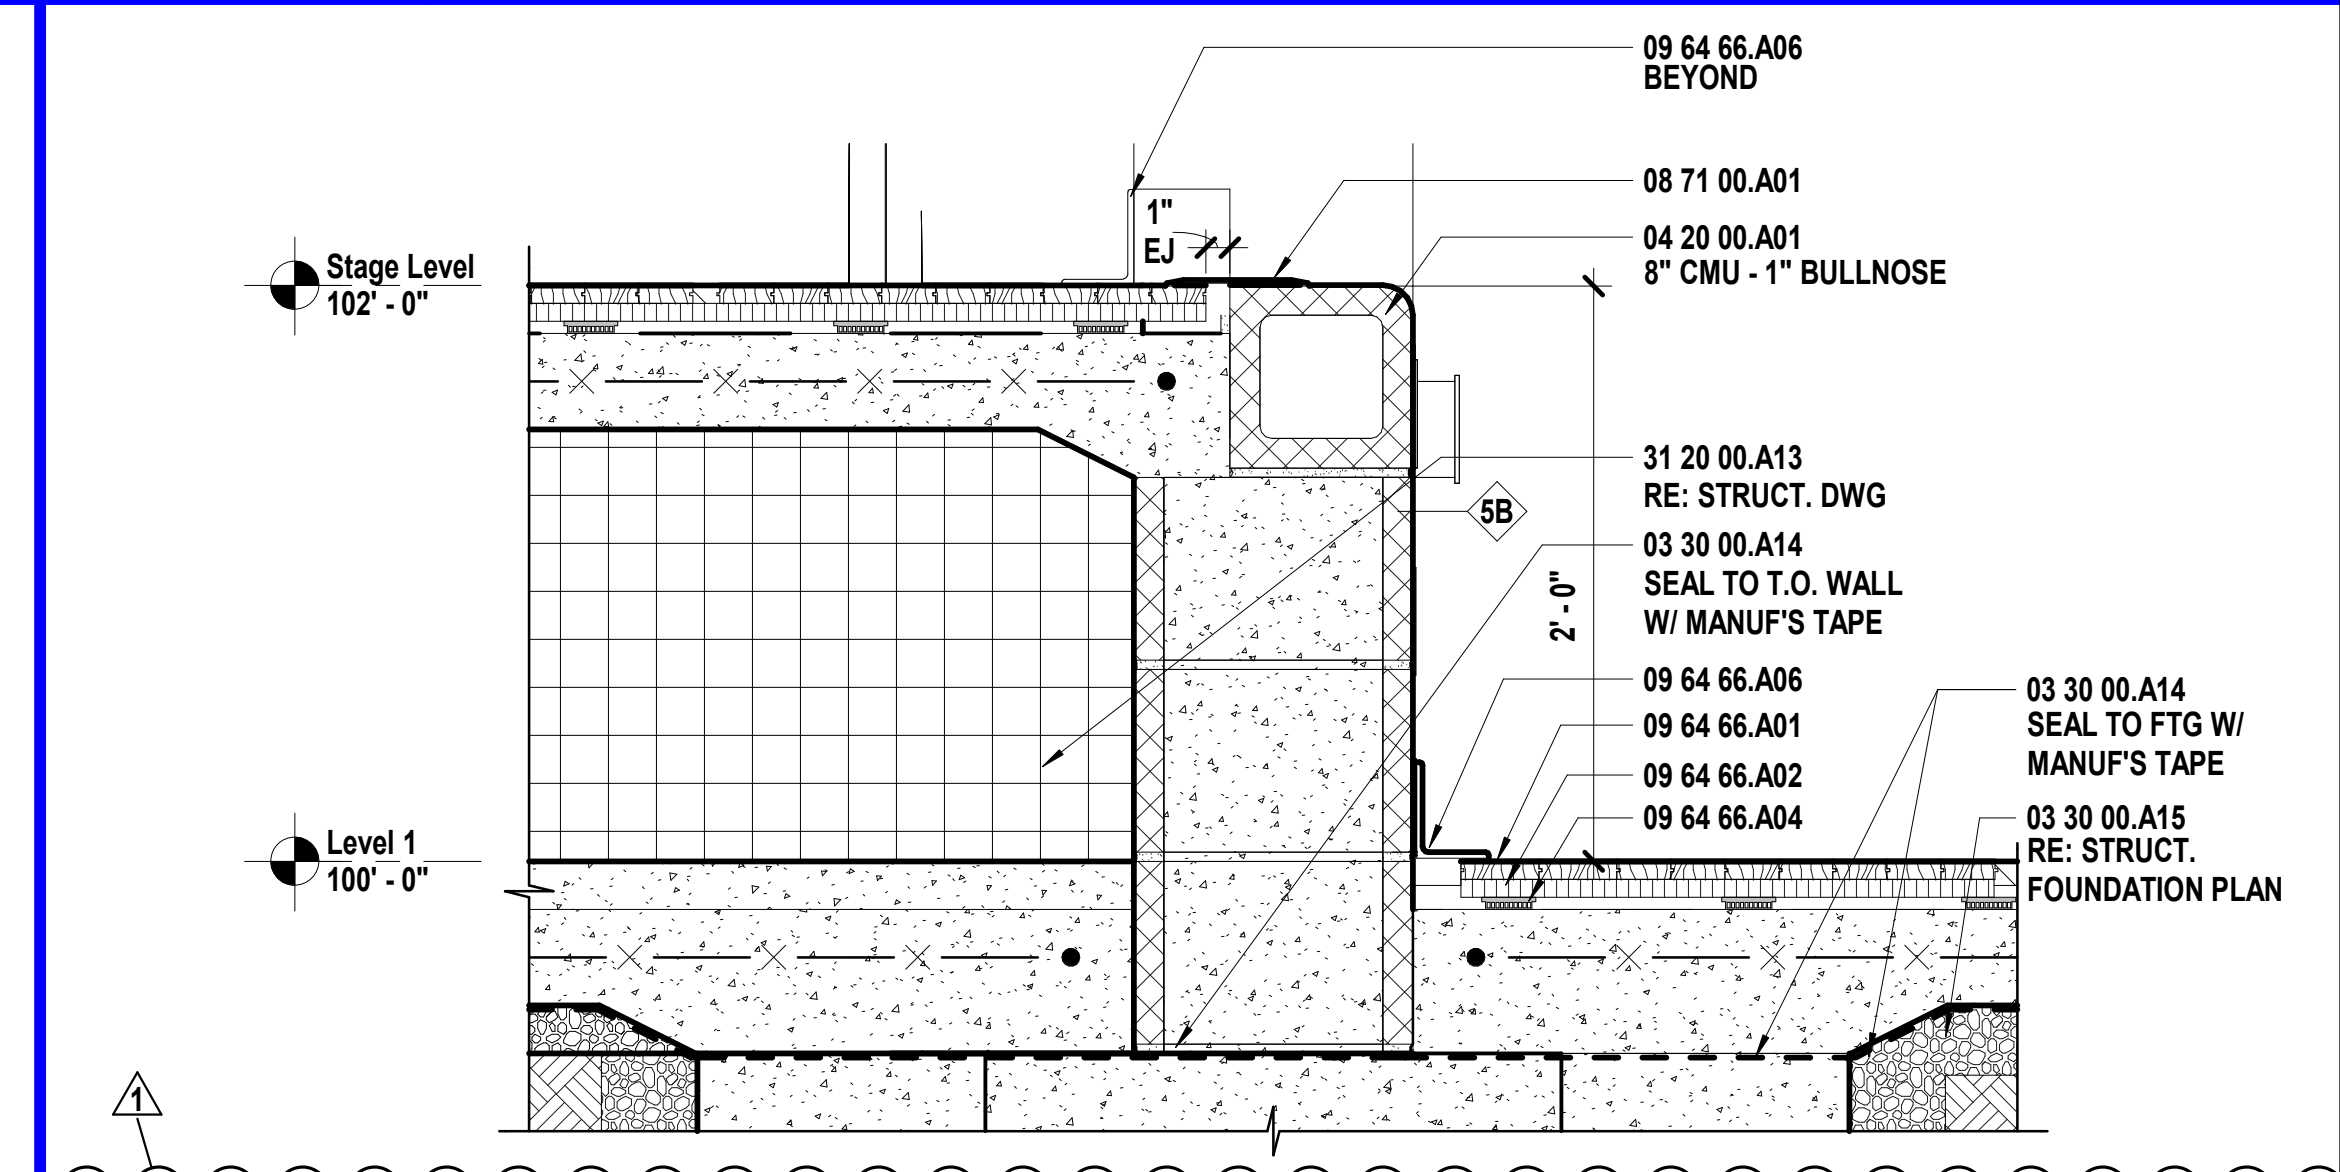 09 64 66.A06
BEYOND
08 71 00.A01
1"
EJ
04 20 00.A01
8" CMU - 1" BULLNOSE
Stage Level
102' - 0"
31 20 00.A13
RE: STRUCT. DWG
5B
03 30 00.A14
SEAL TO T.O. WALL
W/ MANUF'S TAPE
2' - 0"
09 64 66.A06
09 64 66.A01
09 64 66.A02
09 64 66.A04
03 30 00.A14
SEAL TO FTG W/
MANUF'S TAPE
03 30 00.A15
RE: STRUCT.
FOUNDATION PLAN
Level 1
100' - 0"
1